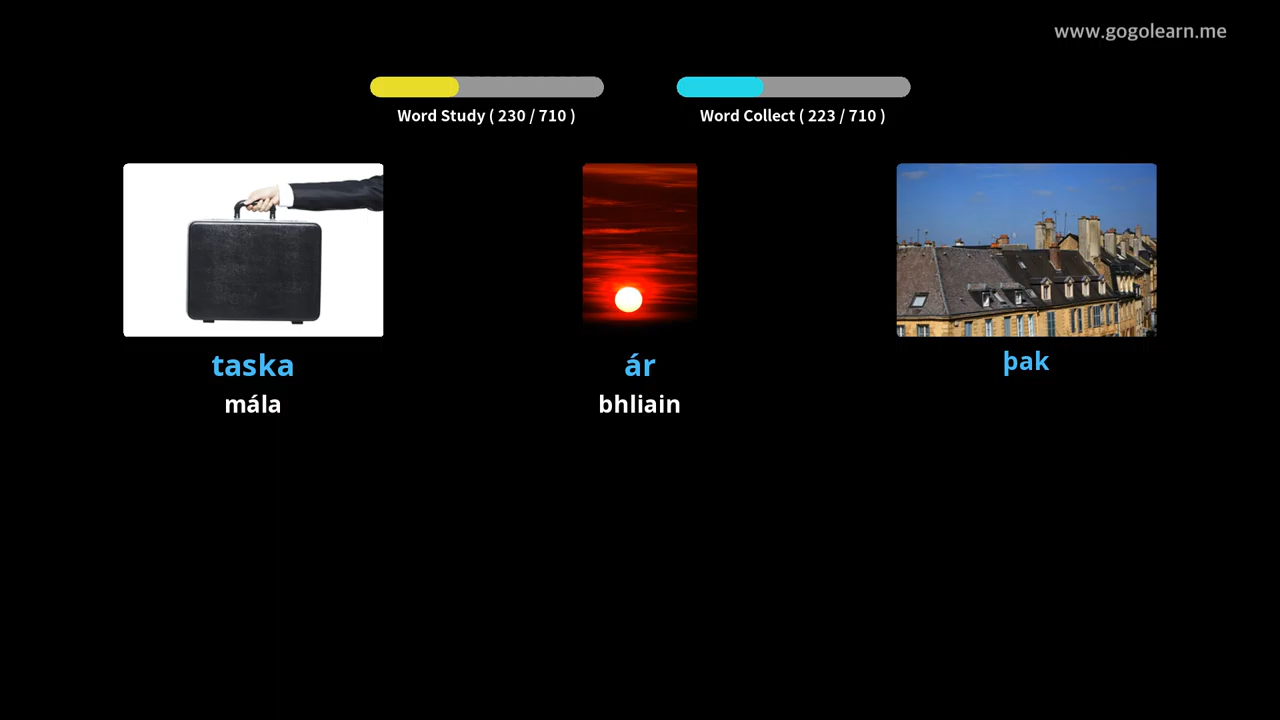 www.gogolearn.me
Word Study ( 230 / 710 )
Word Collect ( 223 / 710 )
taska
ár
þak
mála
bhliain